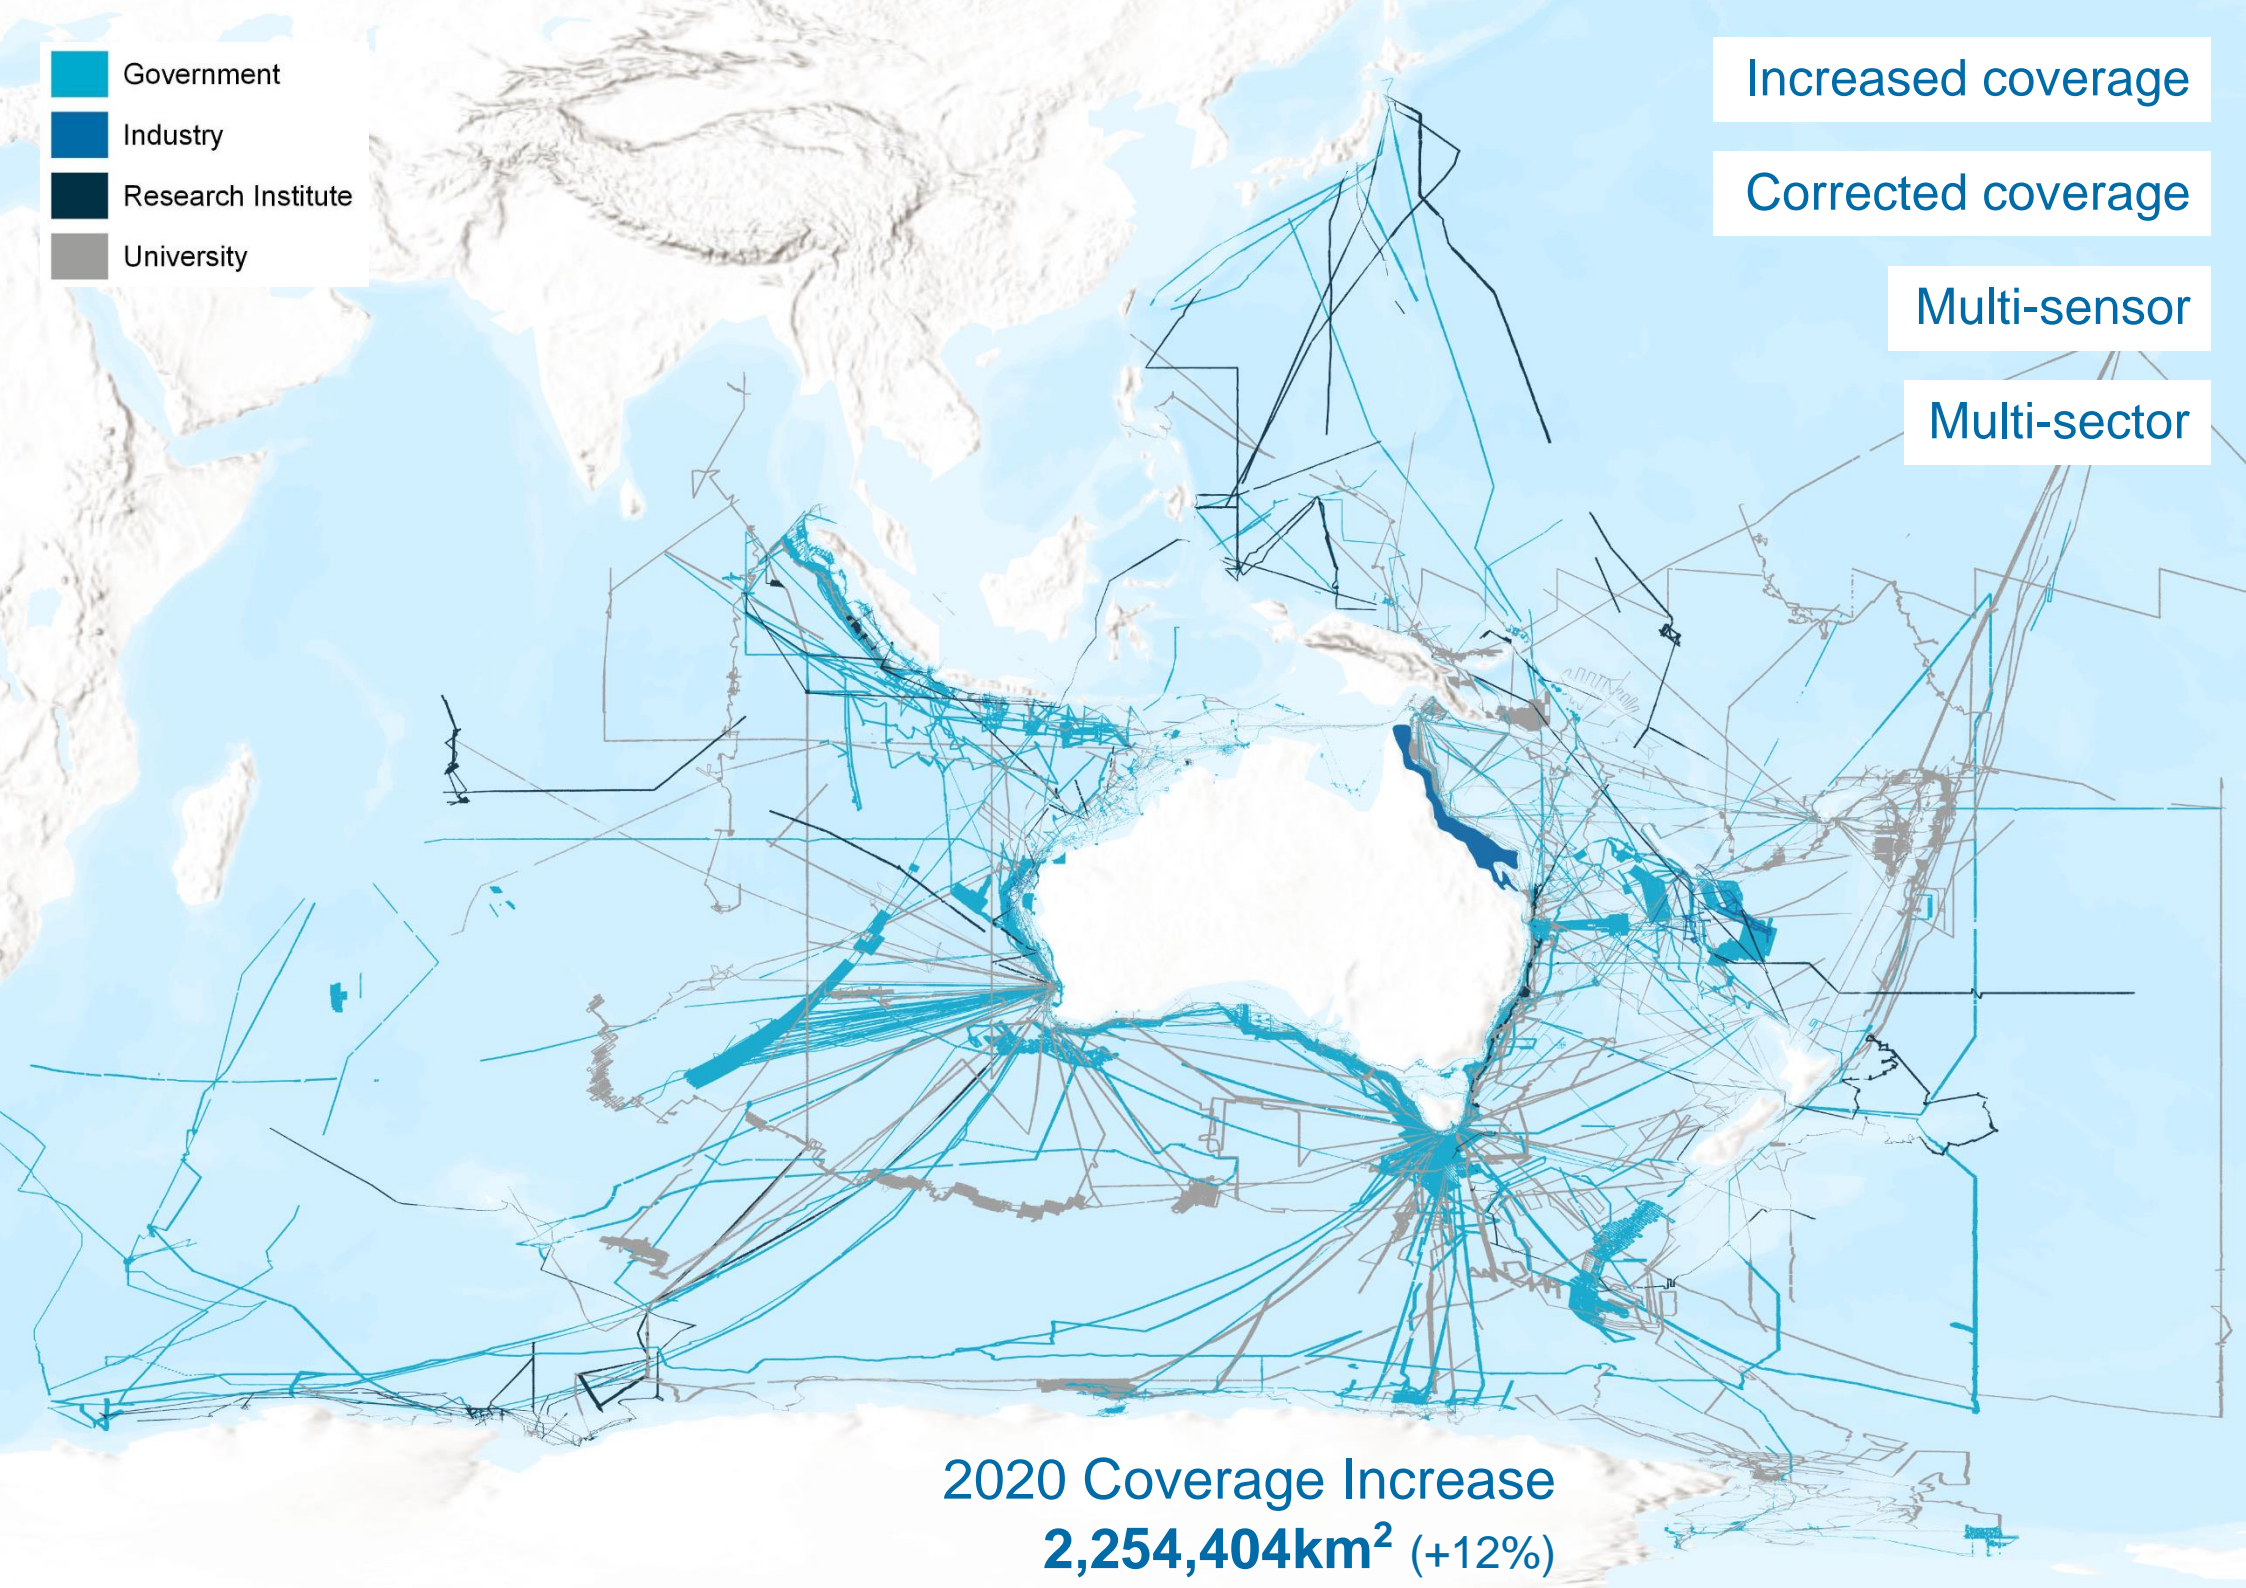 Government
Industry
Research Institute
University
Increased coverage
Corrected coverage
Multi-sensor
Multi-sector
2020 Coverage Increase
2,254,404km² (+12%)